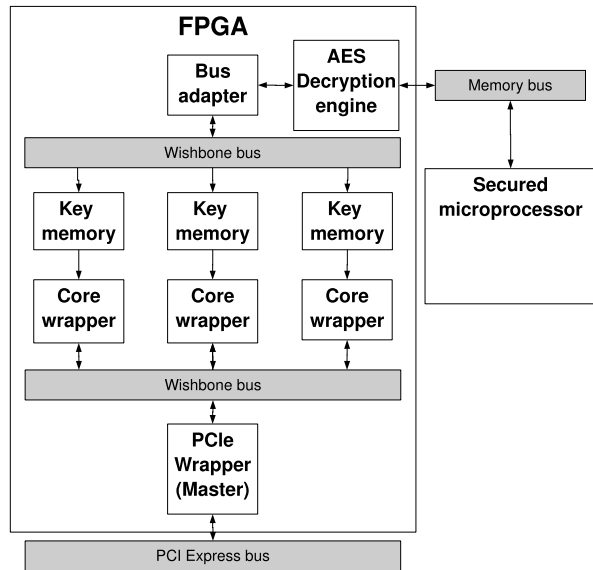 FPGA
Bus
adapter
AES
Decryption
engine
Memory bus
Wishbone bus
Secured
microprocessor
Key
memory
Key
memory
Key
memory
Core
wrapper
Core
wrapper
Core
wrapper
Wishbone bus
PCIe
Wrapper
(Master)
PCI Express bus